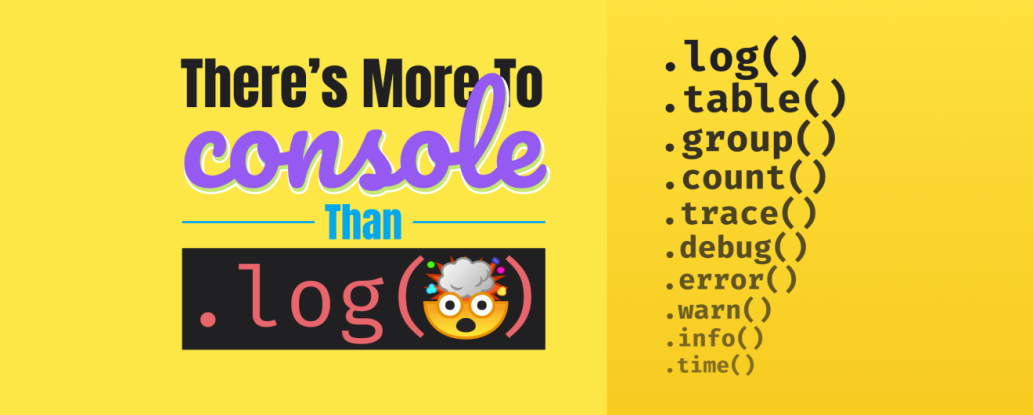 There's More To
console
Than
.log(🤯)
.log()
.table()
.group()
.count()
.trace()
.debug()
.error()
.warn()
.info()
.time()